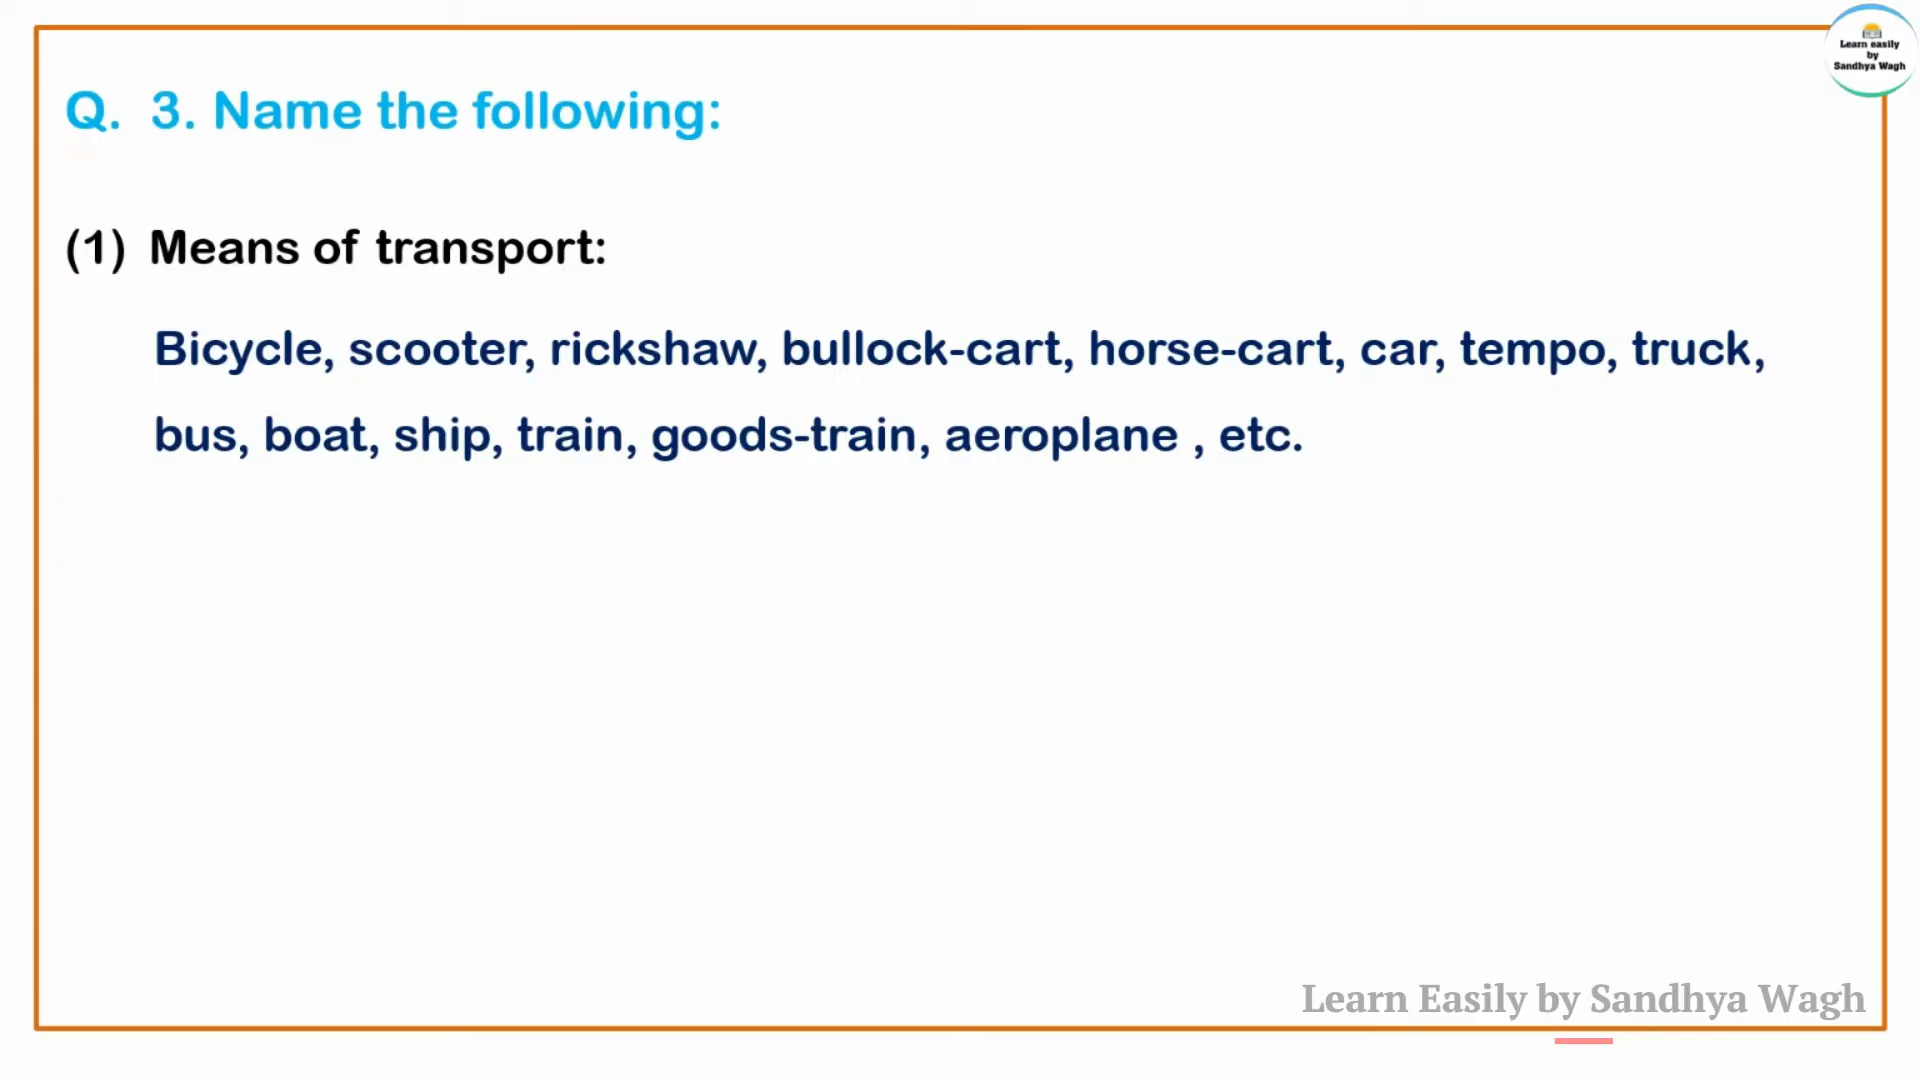 Learn easily
by
Sandhya Wagh
Q. 3. Name the following:
(1) Means of transport:
Bicycle, scooter, rickshaw, bullock-cart, horse-cart, car, tempo, truck,
bus, boat, ship, train, goods-train, aeroplane , etc.
Learn Easily by Sandhya Wagh